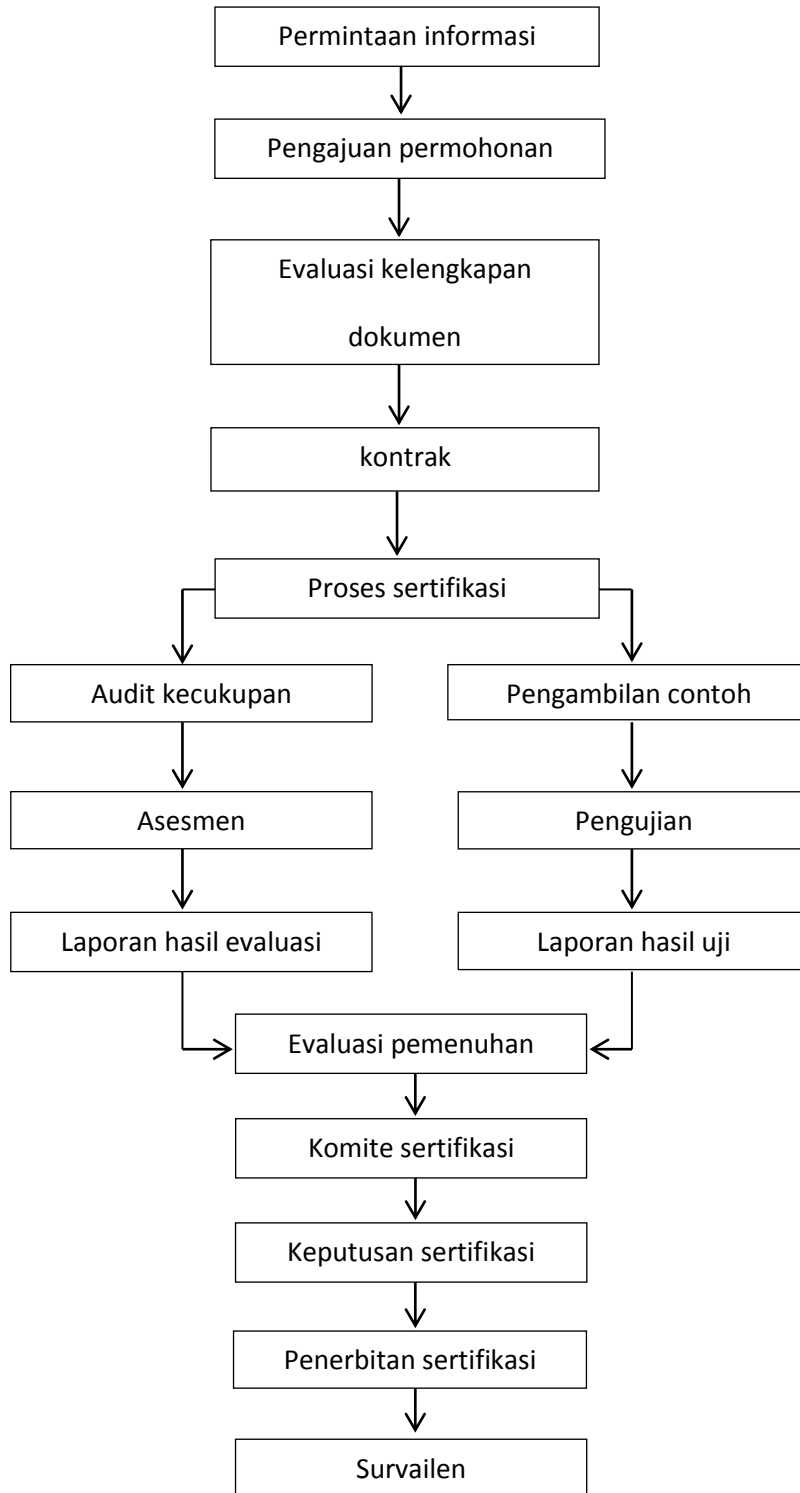 Permintaan informasi
Pengajuan permohonan
Evaluasi kelengkapan
dokumen
kontrak
Proses sertifikasi
Audit kecukupan
Pengambilan contoh
Asesmen
Pengujian
Laporan hasil evaluasi
Laporan hasil uji
Evaluasi pemenuhan
Komite sertifikasi
Keputusan sertifikasi
Penerbitan sertifikasi
Survailen